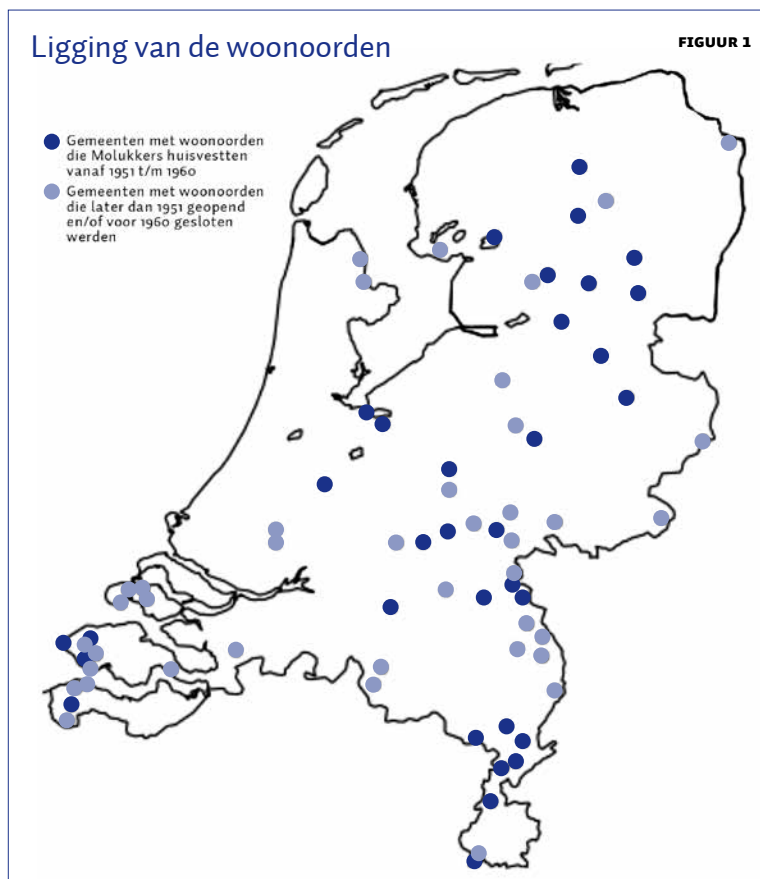 Ligging van de woonoorden
FIGUUR 1
Gemeenten met woonoorden
die Molukkers huisvestten
vanaf 1951 t/m 1960
Gemeenten met woonoorden
die later dan 1951 geopend
en/of voor 1960 gesloten
werden